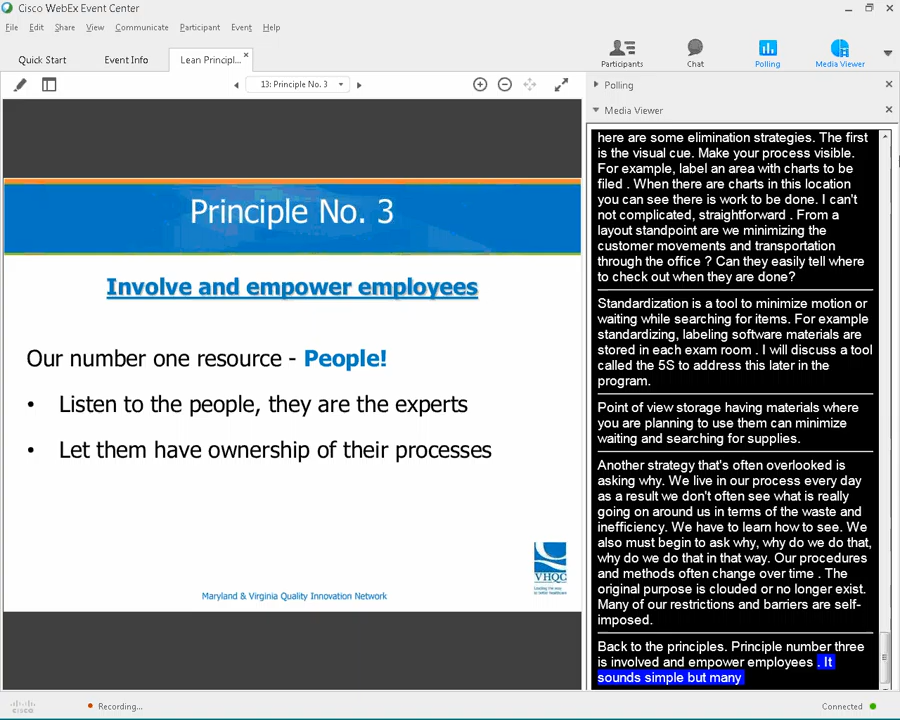 Cisco WebEx Event Center
File Edit Share View Communicate Participant Event Help
Quick Start Event Info Lean Principl...
Participants Chat Polling Media Viewer
13: Principle No. 3
Principle No. 3
Involve and empower employees
Our number one resource - People!
• Listen to the people, they are the experts
• Let them have ownership of their processes
VHQC
Maryland & Virginia Quality Innovation Network
Polling
Media Viewer
here are some elimination strategies. The first
is the visual cue. Make your process visible.
For example, label an area with charts to be
filed . When there are charts in this location
you can see there is work to be done. I can't
not complicated, straightforward . From a
layout standpoint are we minimizing the
customer movements and transportation
through the office ? Can they easily tell where
to check out when they are done?
Standardization is a tool to minimize motion or
waiting while searching for items. For example
standardizing, labeling software materials are
stored in each exam room . I will discuss a tool
called the 5S to address this later in the
program.
Point of view storage having materials where
you are planning to use them can minimize
waiting and searching for supplies.
Another strategy that's often overlooked is
asking why. We live in our process every day
as a result we don't often see what is really
going on around us in terms of the waste and
inefficiency. We have to learn how to see. We
also must begin to ask why, why do we do that,
why do we do that in that way. Our procedures
and methods often change over time . The
original purpose is clouded or no longer exist.
Many of our restrictions and barriers are self-
imposed.
Back to the principles. Principle number three
is involved and empower employees . It
sounds simple but many
cisco
Recording...
Connected